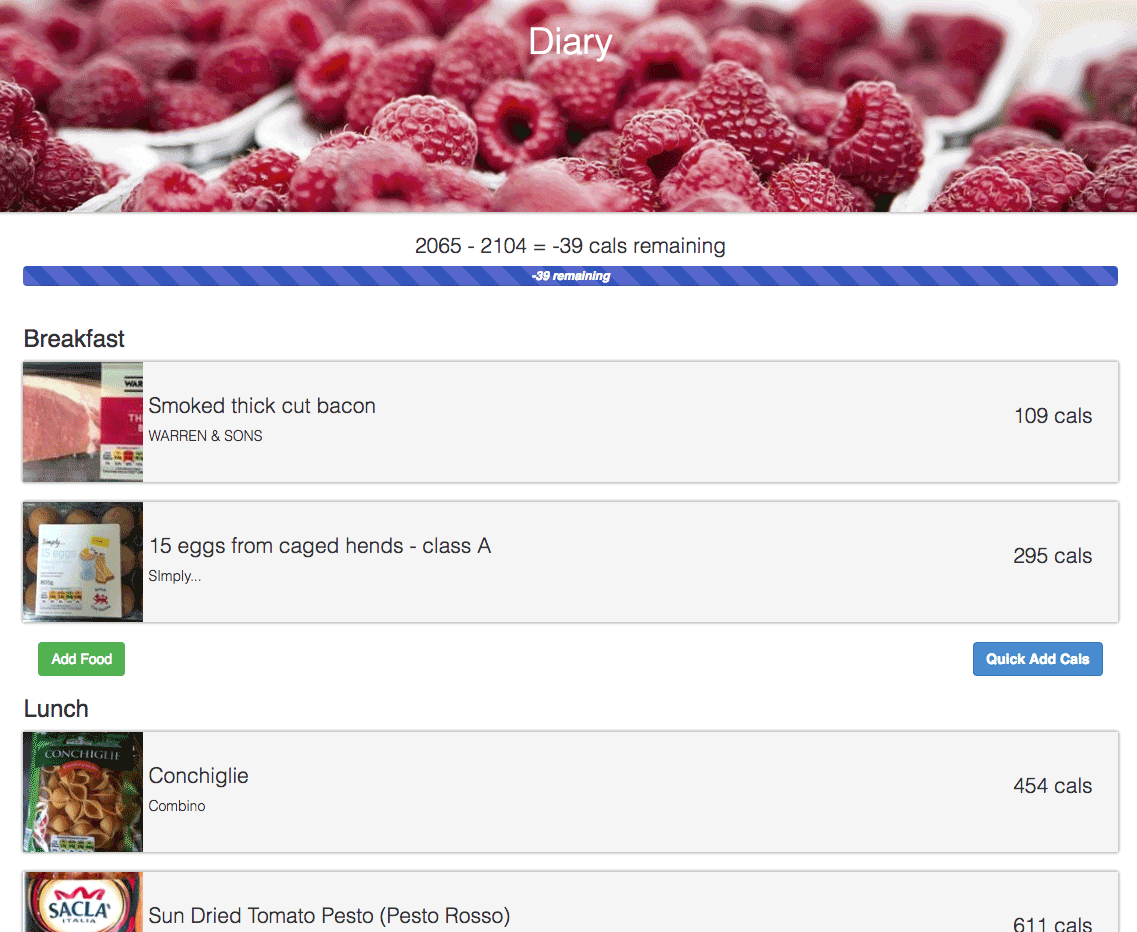 Diary
2065 - 2104 = -39 cals remaining
-39 remaining
Breakfast
WAR
Smoked thick cut bacon
109 cals
WARREN & SONS
Simply...
15 eggs
15 eggs from caged hends - class A
295 cals
SImply...
Add Food
Quick Add Cals
Lunch
CONCHIGLIE
Conchiglie
454 cals
Combino
SACLA'
ITALIA
Sun Dried Tomato Pesto (Pesto Rosso)
611 cals